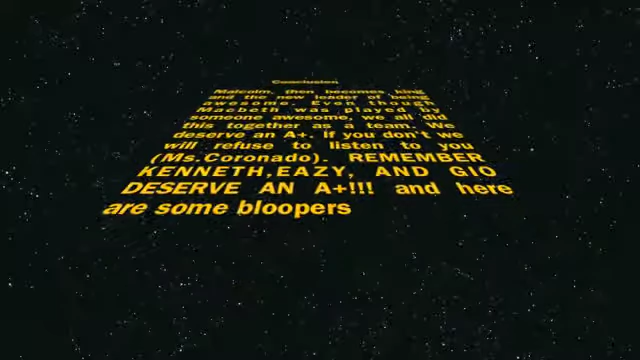 Conclusion
Malcolm then becomes king
and the new leader of being
awesome. Even though
Macbeth was played by
someone awesome, we all did
this together as a team. We
deserve an A+. If you don't we
will refuse to listen to you
(Ms.Coronado). REMEMBER
KENNETH,EAZY, AND GIO
DESERVE AN A+!!! and here
are some bloopers